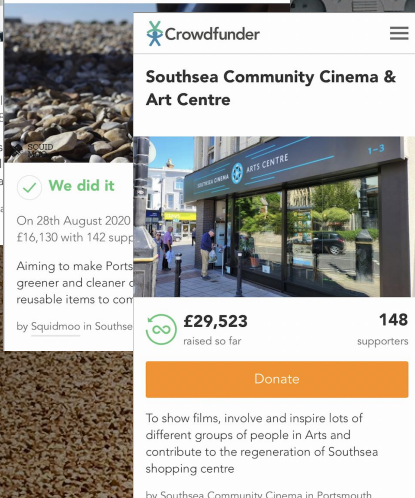 Crowdfunder
Southsea Community Cinema &
Art Centre
SOUTHSEA CINEMA
ARTS CENTRE
1-3
£29,523
raised so far
148
supporters
Donate
To show films, involve and inspire lots of
different groups of people in Arts and
contribute to the regeneration of Southsea
shopping centre
by Southsea Community Cinema in Portsmouth
SQUID
MOO
We did it
On 28th August 2020
£16,130 with 142 supp
Aiming to make Ports
greener and cleaner
reusable items to com
by Squidmoo in Southse